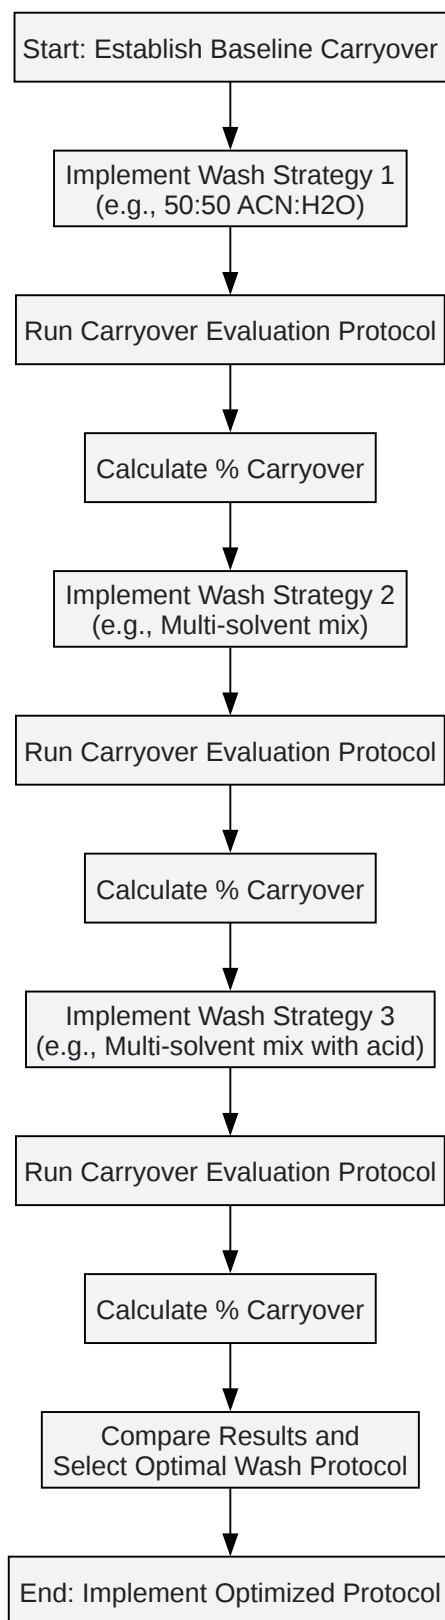 Start: Establish Baseline Carryover
Implement Wash Strategy 1
(e.g., 50:50 ACN:H2O)
Run Carryover Evaluation Protocol
Calculate % Carryover
Implement Wash Strategy 2
(e.g., Multi-solvent mix)
Run Carryover Evaluation Protocol
Calculate % Carryover
Implement Wash Strategy 3
(e.g., Multi-solvent mix with acid)
Run Carryover Evaluation Protocol
Calculate % Carryover
Compare Results and
Select Optimal Wash Protocol
End: Implement Optimized Protocol